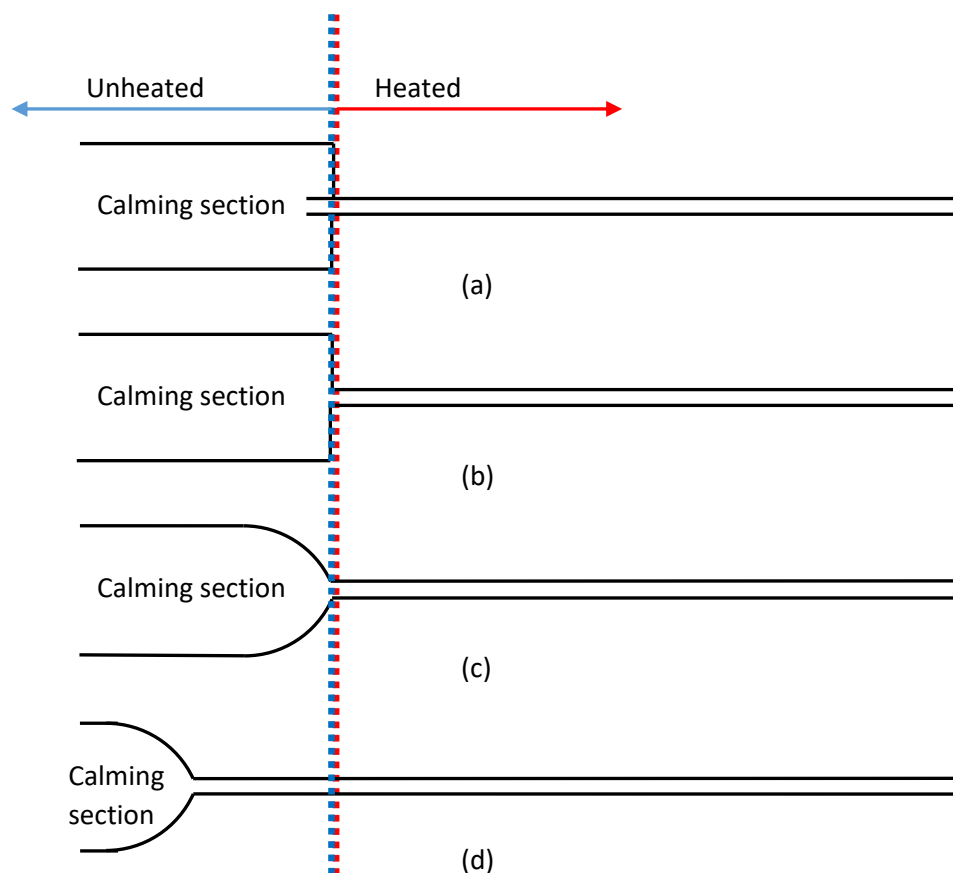 Unheated
Heated
Calming section
(a)
Calming section
(b)
Calming section
(c)
Calming
section
(d)